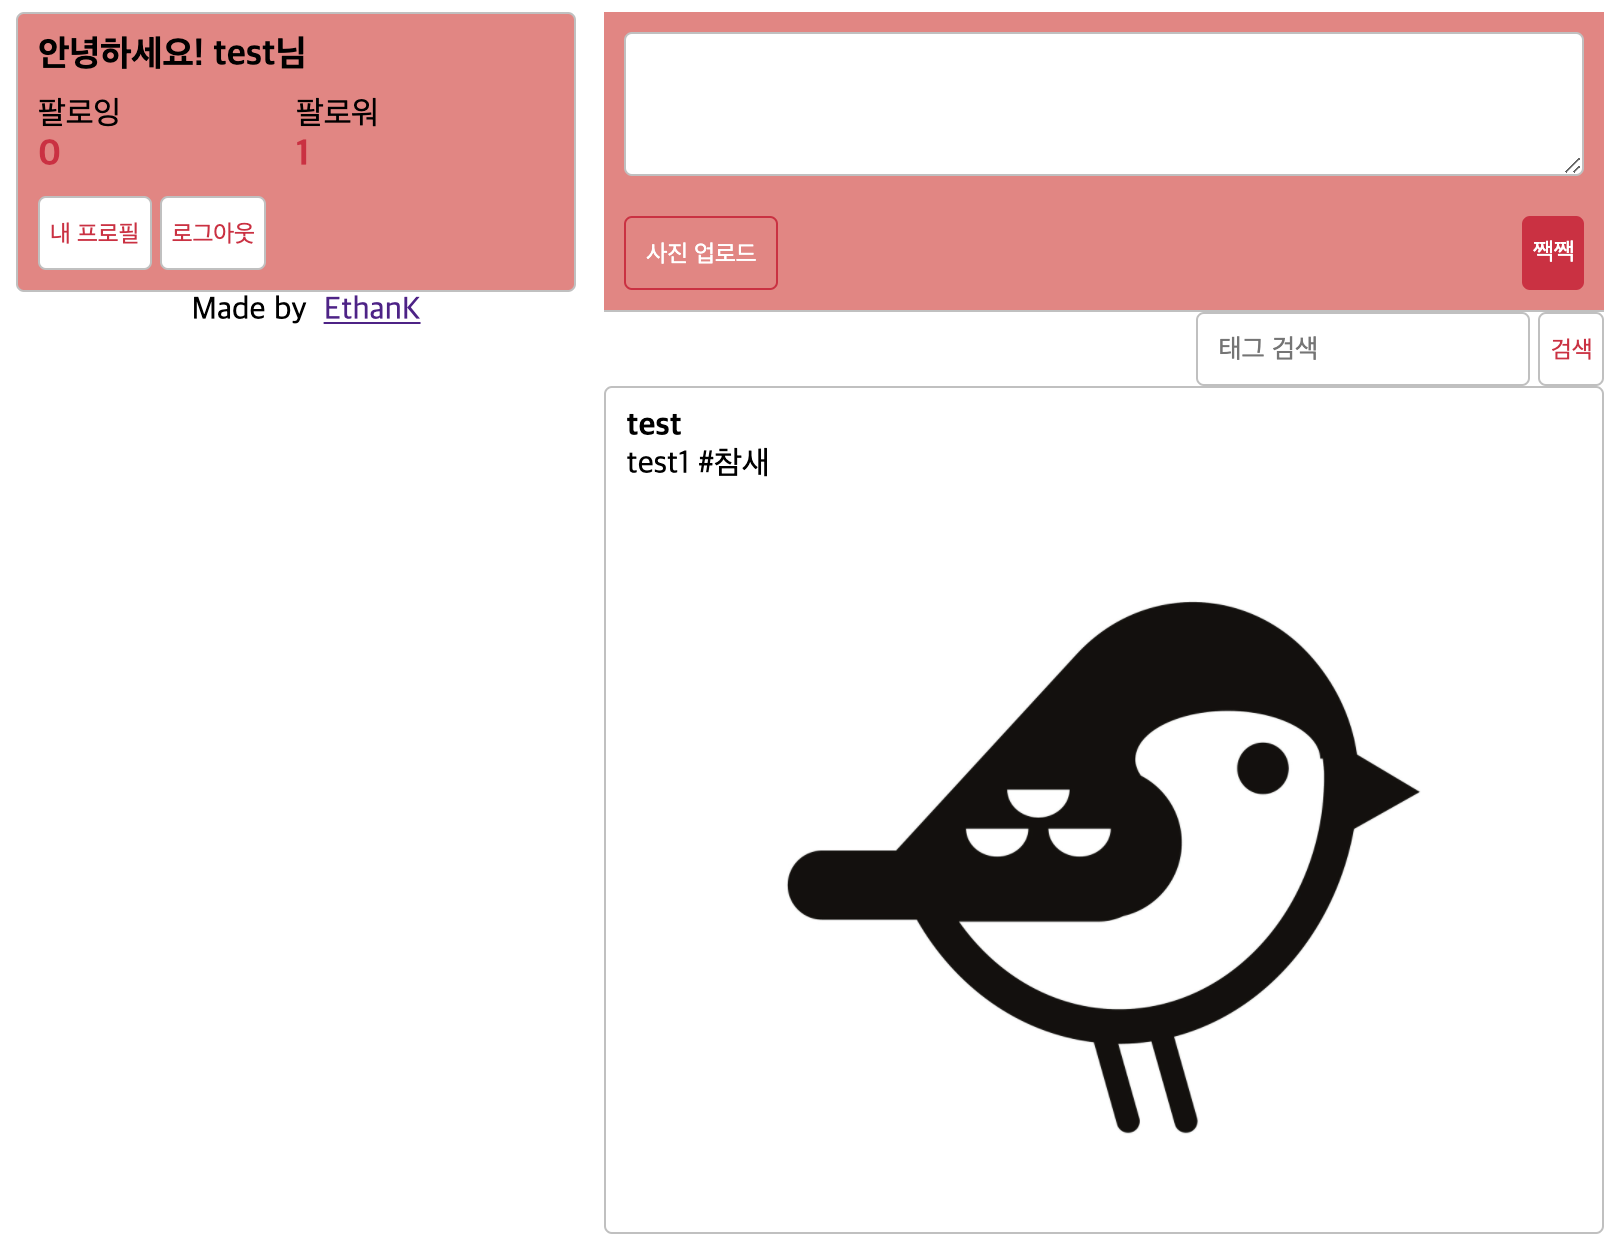 안녕하세요! test님
팔로잉
0
팔로워
1
내 프로필
로그아웃
Made by EthanK
사진 업로드
짹짹
태그 검색
검색
test
test1 #참새